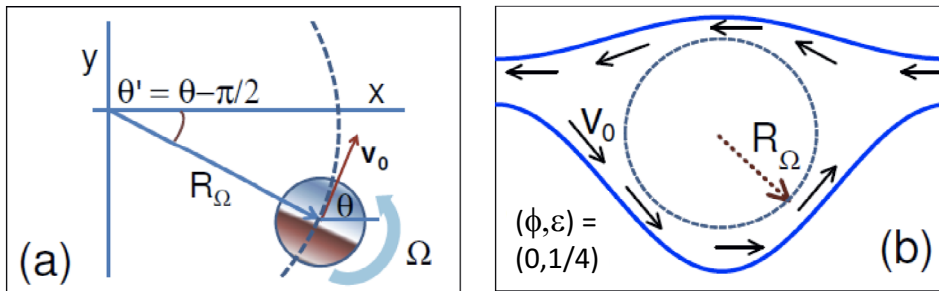 y
θ' = θ−π/2
x
v₀
R_Ω
θ
Ω
(a)
V₀
R_Ω
(ϕ,ε) =
(0,1/4)
(b)